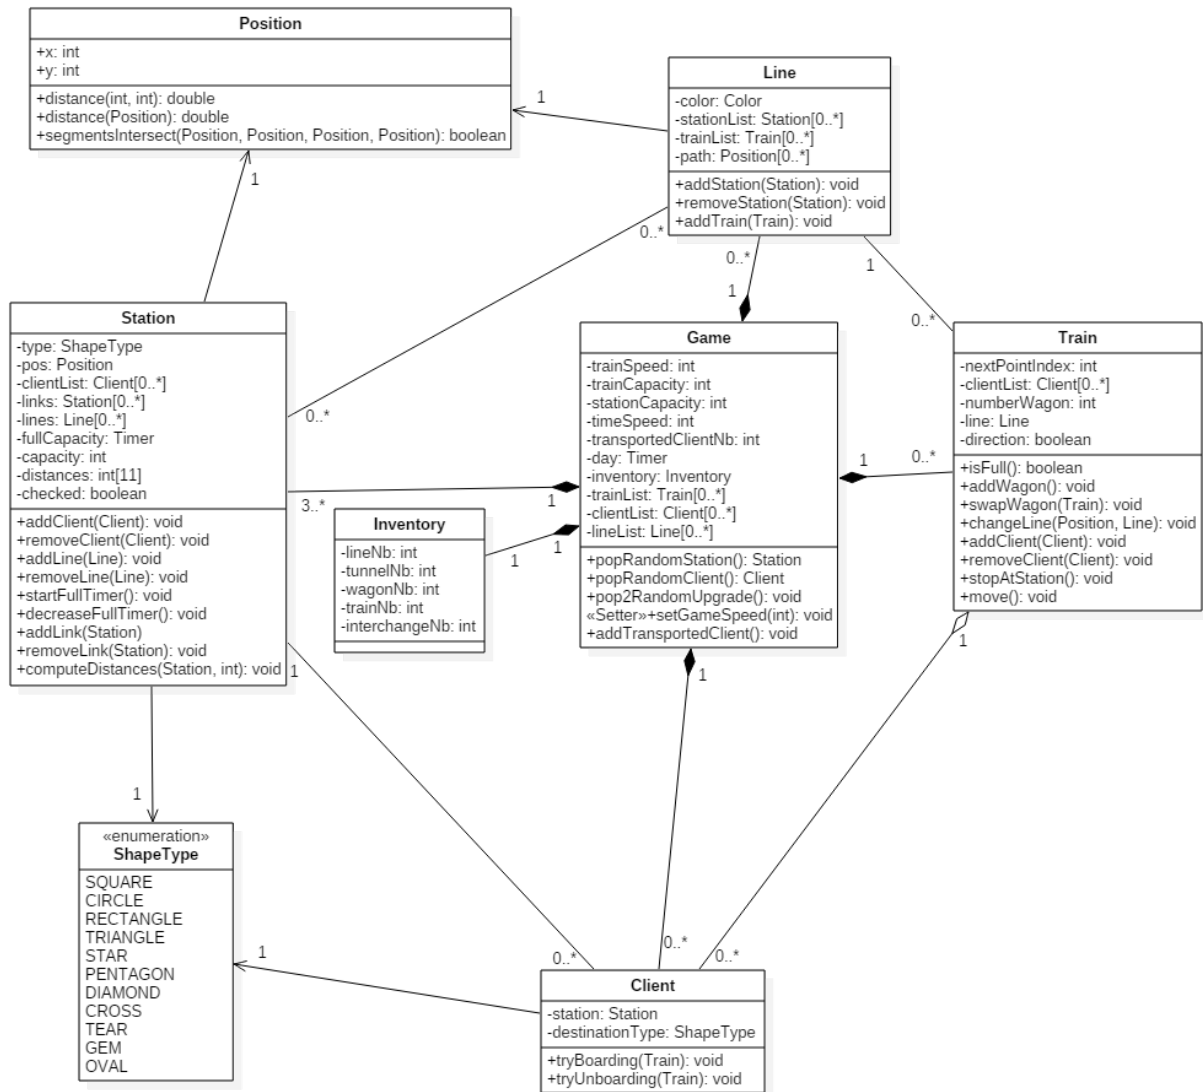 Position
+x: int
+y: int
+distance(int, int): double
+distance(Position): double
+segmentsIntersect(Position, Position, Position, Position): boolean
1
1
Line
-color: Color
-stationList: Station[0..*]
-trainList: Train[0..*]
-path: Position[0..*]
+addStation(Station): void
+removeStation(Station): void
+addTrain(Train): void
0..*
0..*
1
1
0..*
Station
-type: ShapeType
-pos: Position
-clientList: Client[0..*]
-links: Station[0..*]
-lines: Line[0..*]
-fullCapacity: Timer
-capacity: int
-distances: int[11]
-checked: boolean
+addClient(Client): void
+removeClient(Client): void
+addLine(Line): void
+removeLine(Line): void
+startFullTimer(): void
+decreaseFullTimer(): void
+addLink(Station)
+removeLink(Station): void
+computeDistances(Station, int): void
0..*
3..*
1
1
Inventory
-lineNb: int
-tunnelNb: int
-wagonNb: int
-trainNb: int
-interchangeNb: int
1
1
Game
-trainSpeed: int
-trainCapacity: int
-stationCapacity: int
-timeSpeed: int
-transportedClientNb: int
-day: Timer
-inventory: Inventory
-trainList: Train[0..*]
-clientList: Client[0..*]
-lineList: Line[0..*]
+popRandomStation(): Station
+popRandomClient(): Client
+pop2RandomUpgrade(): void
«Setter»+setGameSpeed(int): void
+addTransportedClient(): void
1
0..*
1
Train
-nextPointIndex: int
-clientList: Client[0..*]
-numberWagon: int
-line: Line
-direction: boolean
+isFull(): boolean
+addWagon(): void
+swapWagon(Train): void
+changeLine(Position, Line): void
+addClient(Client): void
+removeClient(Client): void
+stopAtStation(): void
+move(): void
1
1
«enumeration»
ShapeType
SQUARE
CIRCLE
RECTANGLE
TRIANGLE
STAR
PENTAGON
DIAMOND
CROSS
TEAR
GEM
OVAL
1
0..*
0..*
0..*
Client
-station: Station
-destinationType: ShapeType
+tryBoarding(Train): void
+tryUnboarding(Train): void